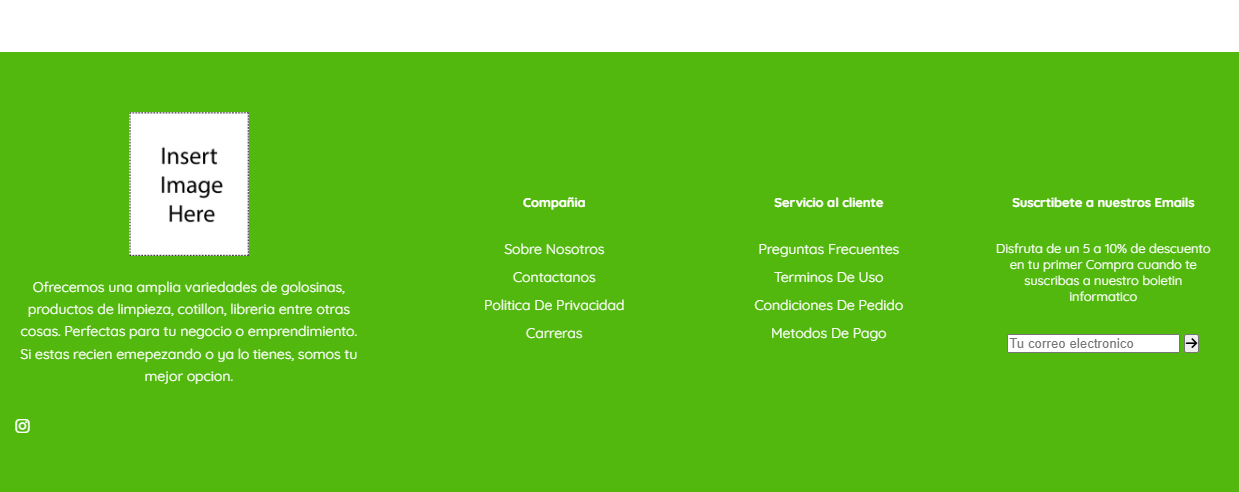 Insert
Image
Here
Ofrecemos una amplia variedades de golosinas,
productos de limpieza, cotillon, libreria entre otras
cosas. Perfectas para tu negocio o emprendimiento.
Si estas recien emepezando o ya lo tienes, somos tu
mejor opcion.
Compañia
Sobre Nosotros
Contactanos
Politica De Privacidad
Carreras
Servicio al cliente
Preguntas Frecuentes
Terminos De Uso
Condiciones De Pedido
Metodos De Pago
Suscrtibete a nuestros Emails
Disfruta de un 5 a 10% de descuento
en tu primer Compra cuando te
suscribas a nuestro boletin
informatico
Tu correo electronico